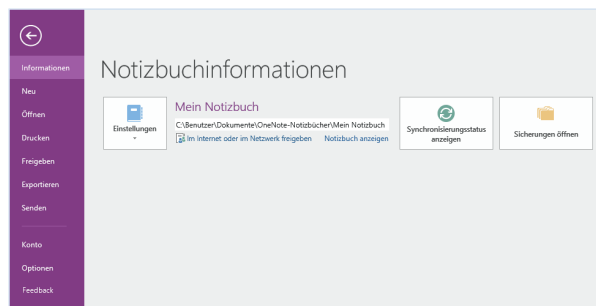 Informationen
Neu
Öffnen
Drucken
Freigeben
Exportieren
Senden
Konto
Optionen
Feedback
Notizbuchinformationen
Einstellungen
Mein Notizbuch
C:\Benutzer\Dokumente\OneNote-Notizbücher\Mein Notizbuch
Im Internet oder im Netzwerk freigeben Notizbuch anzeigen
Synchronisierungsstatus
anzeigen
Sicherungen öffnen